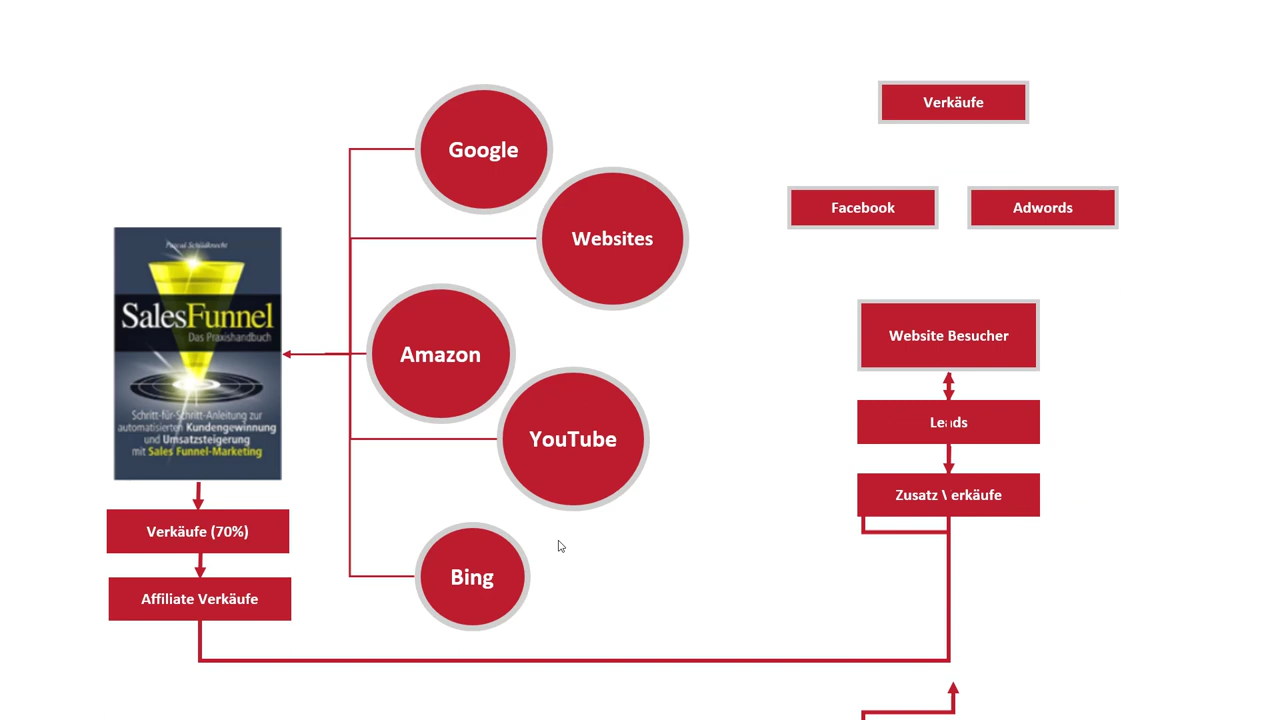 Google
Websites
Amazon
YouTube
Bing
Pascal Schildknecht
SalesFunnel
Das Praxishandbuch
Schritt-für-Schritt-Anleitung zur
automatisierten Kundengewinnung
und Umsatzsteigerung
mit Sales Funnel-Marketing
Verkäufe (70%)
Affiliate Verkäufe
Verkäufe
Facebook
Adwords
Website Besucher
Leads
Zusatz Verkäufe